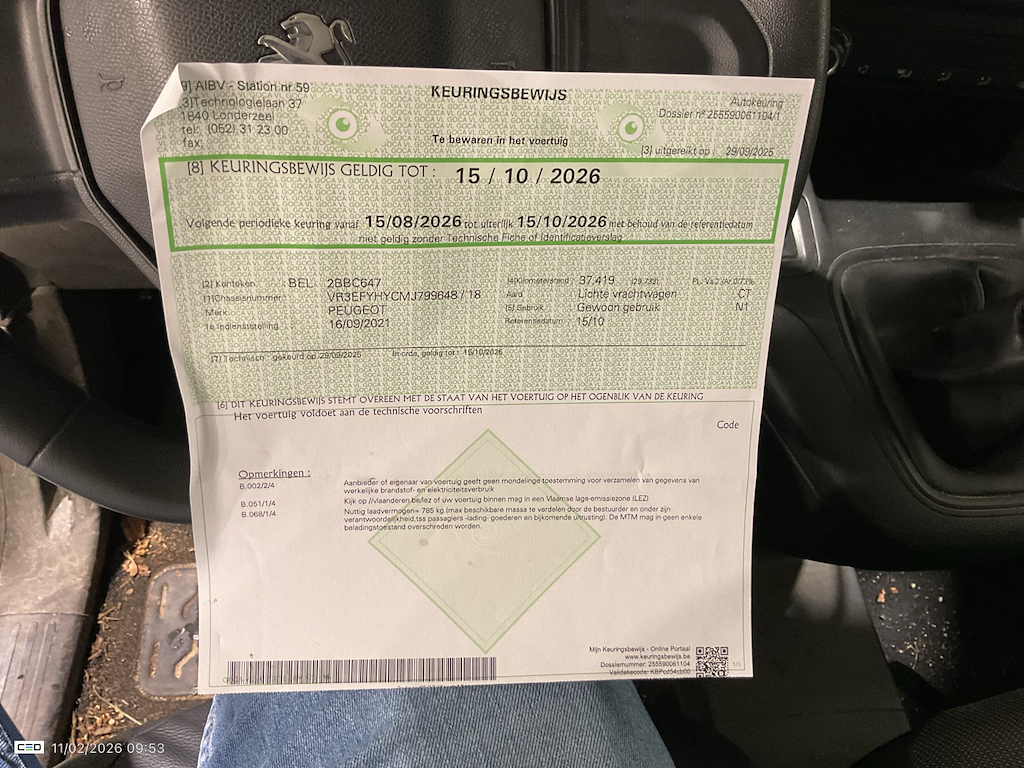 9) AIBV - Station nr 59
3)Technologielaan 37
1840 Londerzeel
tel: (052) 31 23 00
fax:
KEURINGSBEWIJS
Te bewaren in het voertuig
Autokeuring
Dossier nº 255590061104/1
[3] uitgereikt op : 29/09/2025
[8] KEURINGSBEWIJS GELDIG TOT : 15 / 10 / 2026
Volgende periodieke keuring vanaf 15/08/2026 tot uiterlijk 15/10/2026 met behoud van de referentiedatum
niet geldig zonder Technische Fiche of Identificatieverslag
[2] Kenteken : BEL 2BBC647
[1]Chassisnummer : VR3EFYHYCMJ799648 / 18
Merk : PEUGEOT
1e Indienststelling : 16/09/2021
[4]Kilometerstand : 37.419 (29.732)
Aard : Lichte vrachtwagen CT
[5] Gebruik : Gewoon gebruik N1
Referentiedatum : 15/10
[7] Technisch : gekeurd op 29/09/2025 In orde, geldig tot : 15/10/2026
[6] DIT KEURINGSBEWIJS STEMT OVEREEN MET DE STAAT VAN HET VOERTUIG OP HET OGENBLIK VAN DE KEURING
Het voertuig voldoet aan de technische voorschriften
Code
Opmerkingen :
B.002/2/4 Aanbieder of eigenaar van voertuig geeft geen mondelinge toestemming voor verzamelen van gegevens van
werkelijke brandstof- en elektriciteitsverbruik
B.051/1/4 Kijk op //vlaanderen.be/lez of uw voertuig binnen mag in een Vlaamse lage-emissiezone (LEZ)
B.068/1/4 Nuttig laadvermogen= 785 kg.(max beschikbare massa te verdelen door de bestuurder en onder zijn
verantwoordelijkheid,tss passagiers -lading- goederen en bijkomende uitrusting). De MTM mag in geen enkele
beladingstoestand overschreden worden.
Mijn Keuringsbewijs - Online Portaal
www.keuringsbewijs.be
Dossiernummer: 255590061104
Validatiecode: KBPcd54cb00
1/1
CEO 11/02/2026 09:53